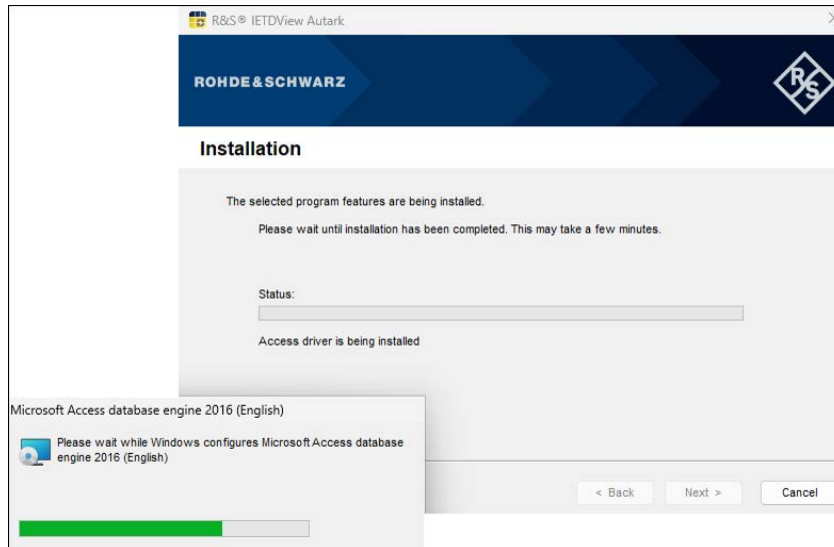 R&S® IETDView Autark
ROHDE&SCHWARZ
R/S
Installation
The selected program features are being installed.
Please wait until installation has been completed. This may take a few minutes.
Status:
Access driver is being installed
Microsoft Access database engine 2016 (English)
Please wait while Windows configures Microsoft Access database
engine 2016 (English)
< Back Next > Cancel